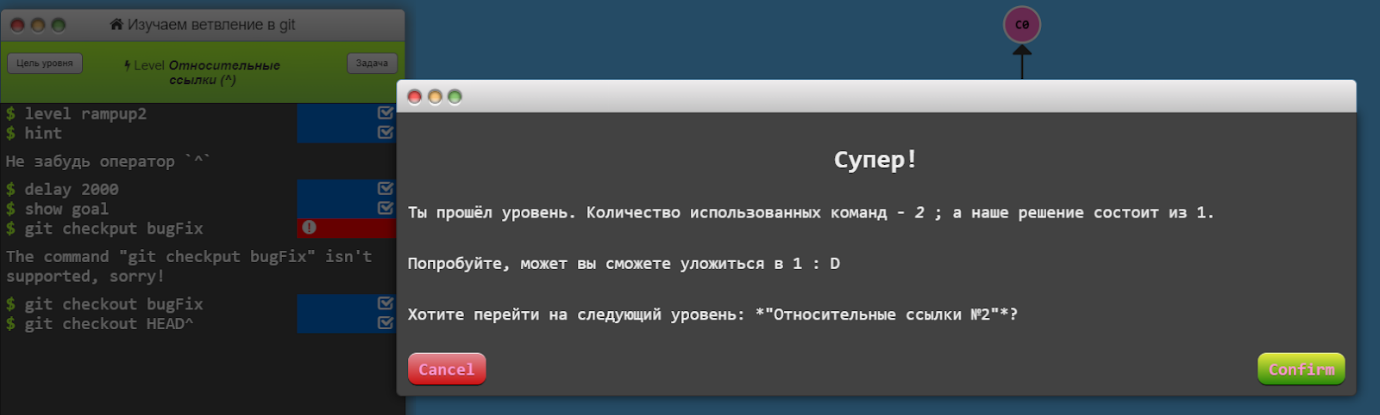 Изучаем ветвление в git
Цель уровня
Level Относительные
ссылки (^)
Задача
$ level rampup2
$ hint
Не забудь оператор `^`
$ delay 2000
$ show goal
$ git checkput bugFix
The command "git checkput bugFix" isn't
supported, sorry!
$ git checkout bugFix
$ git checkout HEAD^
C0
Супер!
Ты прошёл уровень. Количество использованных команд - 2 ; а наше решение состоит из 1.
Попробуйте, может вы сможете уложиться в 1 : D
Хотите перейти на следующий уровень: *"Относительные ссылки №2"*?
Cancel
Confirm